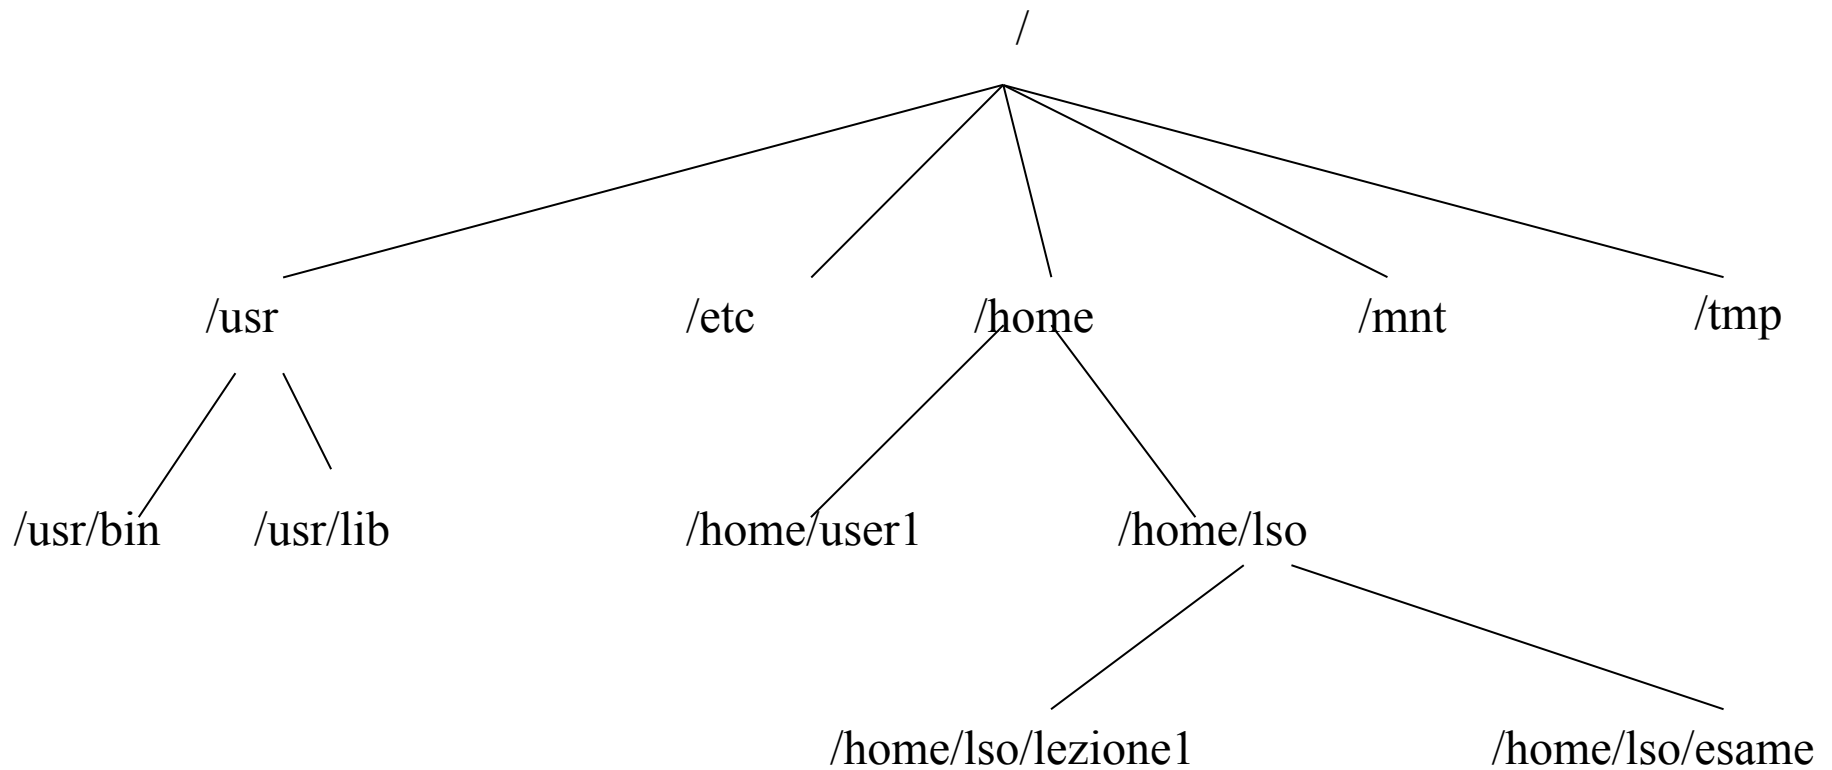 /
/usr /etc /home /mnt /tmp
/usr/bin /usr/lib /home/user1 /home/lso
/home/lso/lezione1 /home/lso/esame